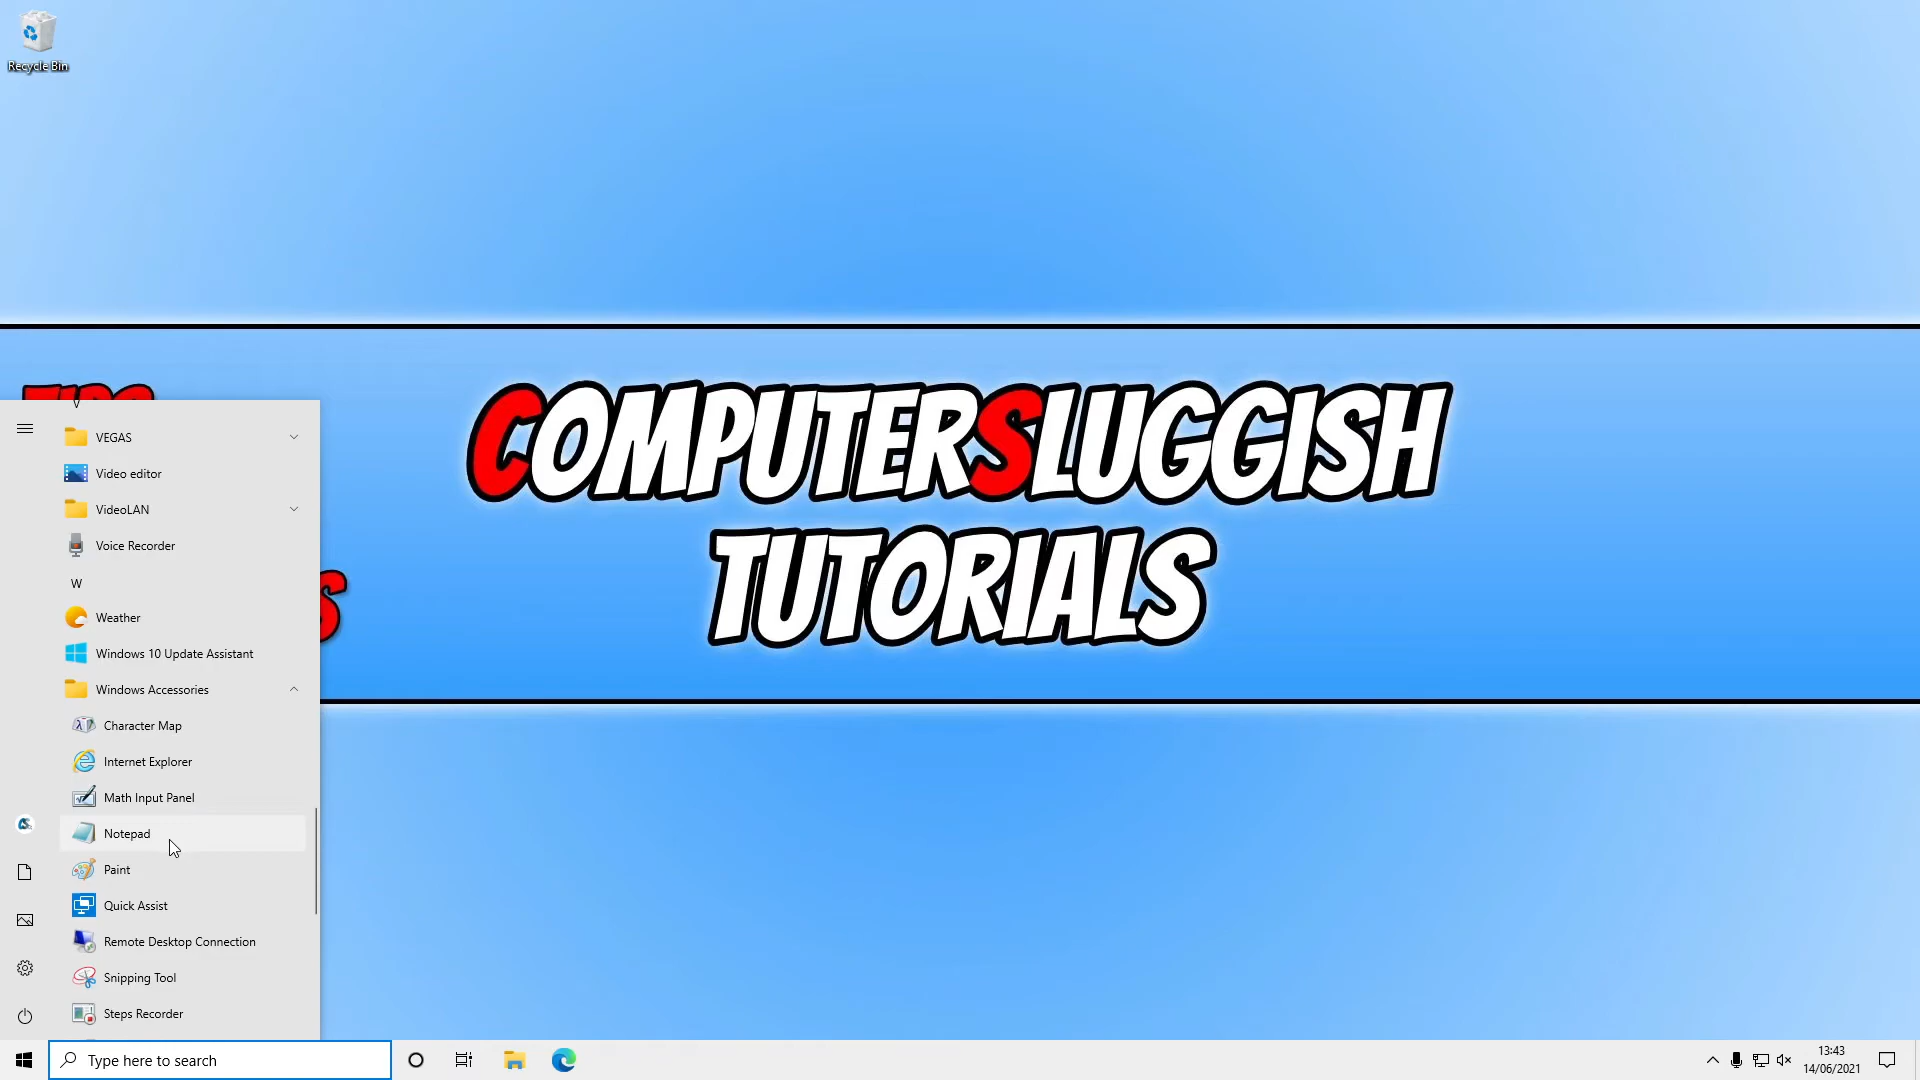 Recycle Bin
COMPUTERSLUGGISH
TUTORIALS
V
VEGAS
Video editor
VideoLAN
Voice Recorder
W
Weather
Windows 10 Update Assistant
Windows Accessories
Character Map
Internet Explorer
Math Input Panel
Notepad
Paint
Quick Assist
Remote Desktop Connection
Snipping Tool
Steps Recorder
Type here to search
13:43
14/06/2021